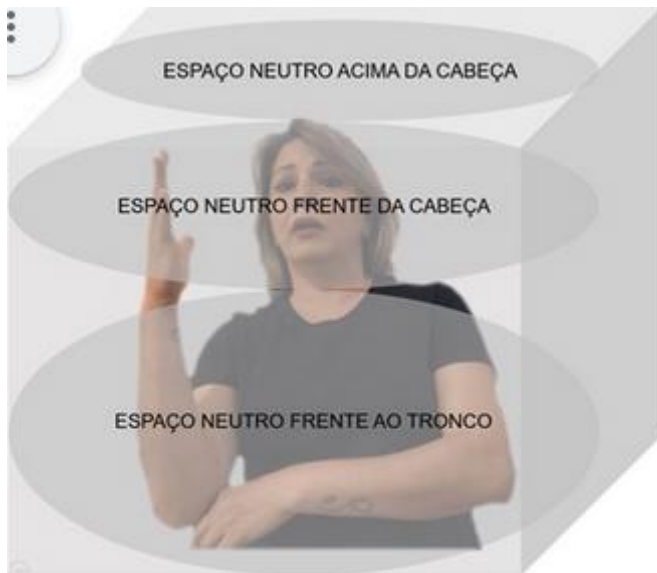 ESPAÇO NEUTRO ACIMA DA CABEÇA
ESPAÇO NEUTRO FRENTE DA CABEÇA
ESPAÇO NEUTRO FRENTE AO TRONCO